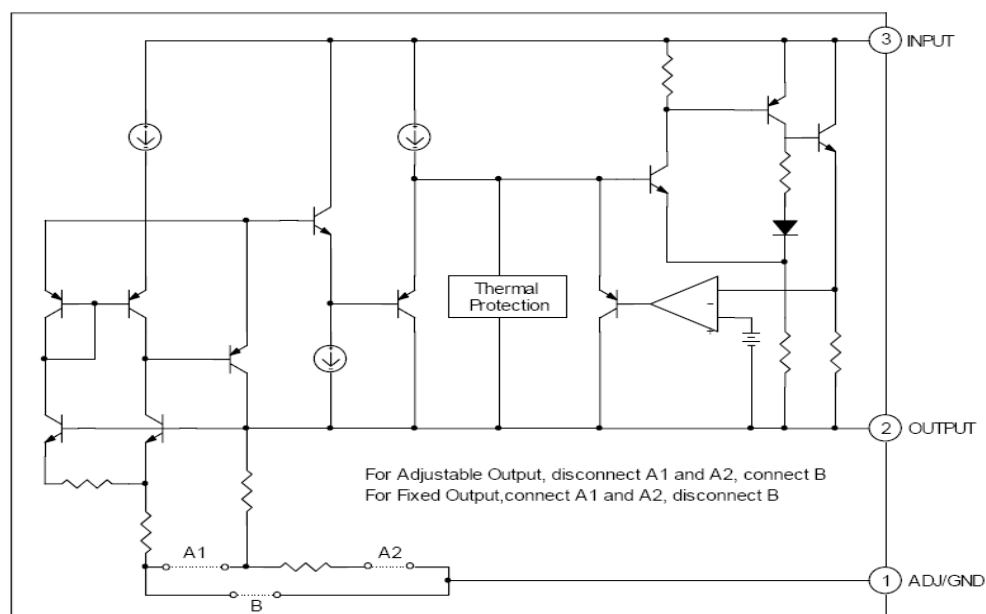 3 INPUT
Thermal
Protection
−
+
2 OUTPUT
For Adjustable Output, disconnect A1 and A2, connect B
For Fixed Output,connect A1 and A2, disconnect B
A1
A2
1 ADJ/GND
B